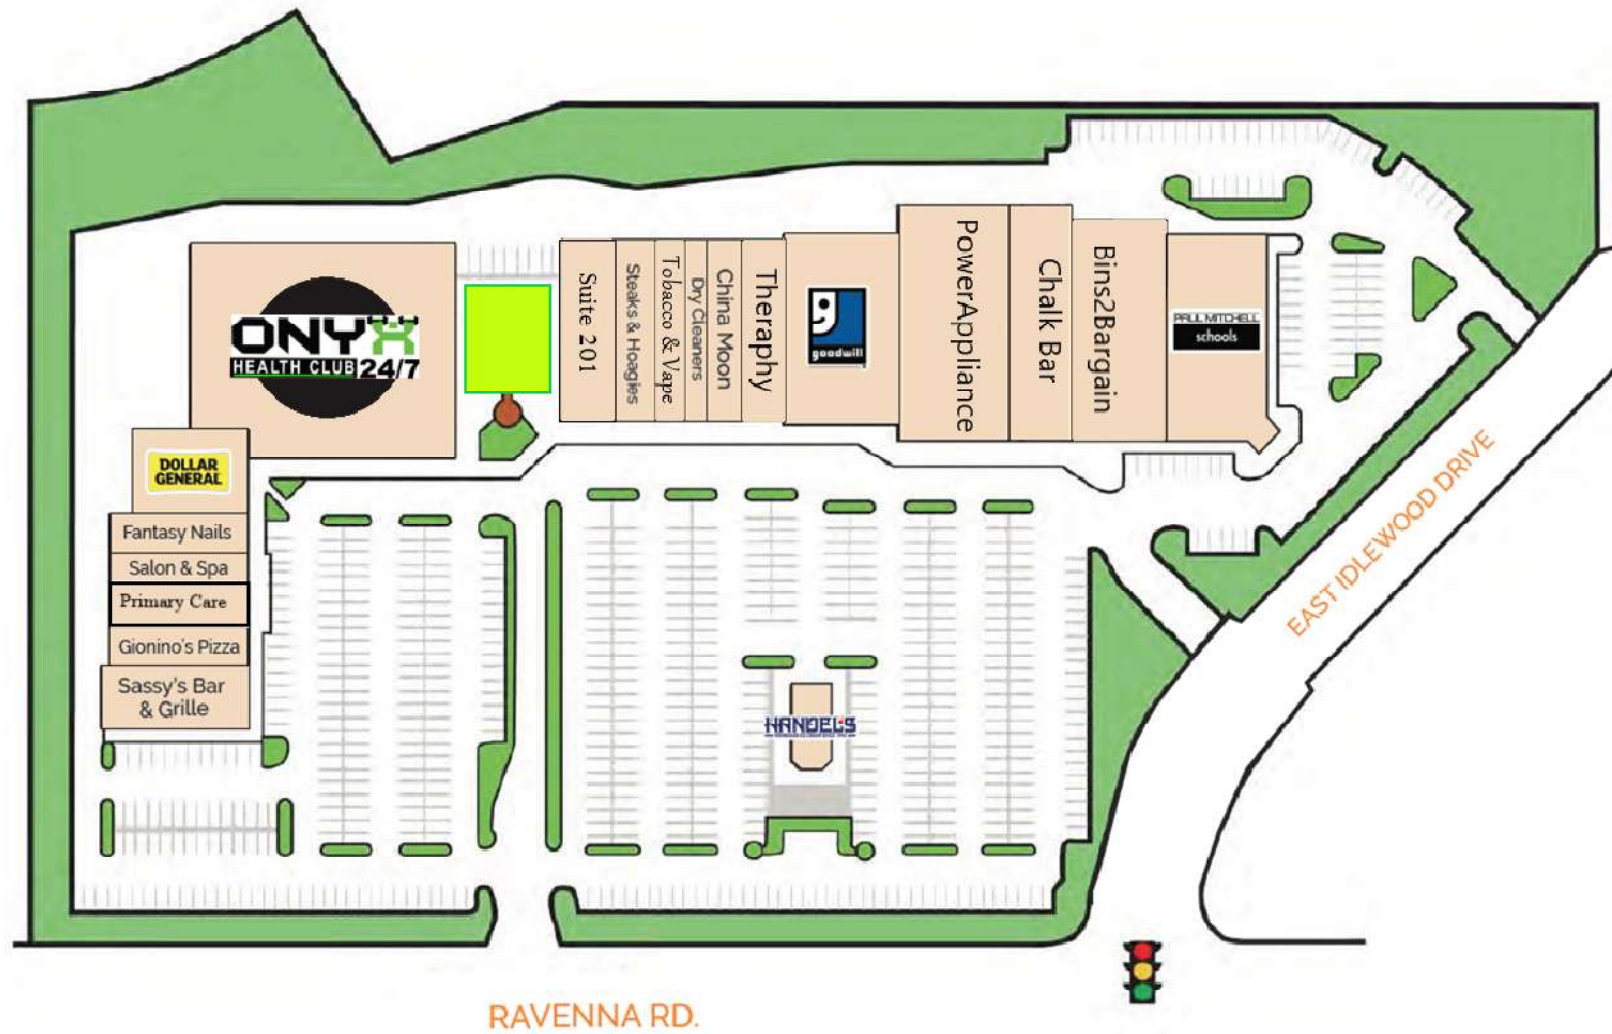 ONYX
HEALTH CLUB 24/7
Suite 201
Steaks & Hoagies
Tobacco & Vape
Dry Cleaners
China Moon
Theraphy
goodwill
PowerAppliance
Chalk Bar
Bins2Bargain
PAUL MITCHELL
schools
DOLLAR
GENERAL
Fantasy Nails
Salon & Spa
Primary Care
Gionino's Pizza
Sassy's Bar
& Grille
HANDEL'S
EAST IDLEWOOD DRIVE
RAVENNA RD.